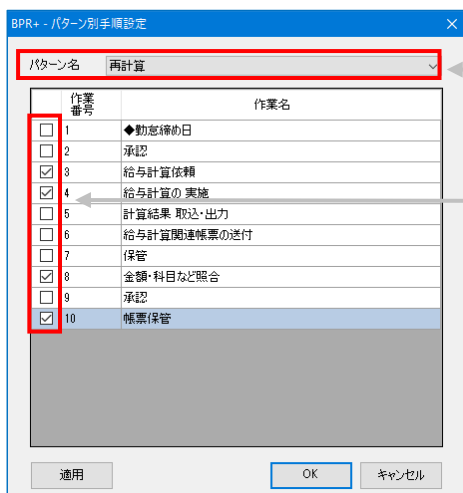 BPR+ - パターン別手順設定
パターン名 再計算
作業番号 作業名
1 ◆勤怠締め日
2 承認
3 給与計算依頼
4 給与計算の 実施
5 計算結果 取込・出力
6 給与計算関連帳票の送付
7 保管
8 金額・科目など照合
9 承認
10 帳票保管
適用 OK キャンセル